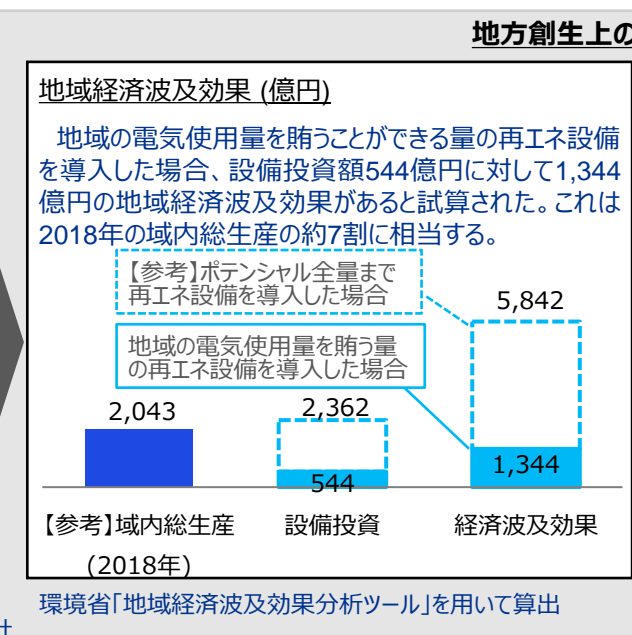 地方創生上の
地域経済波及効果 (億円)
地域の電気使用量を賄うことができる量の再エネ設備
を導入した場合、設備投資額544億円に対して1,344
億円の地域経済波及効果があると試算された。これは
2018年の域内総生産の約7割に相当する。
【参考】ポテンシャル全量まで
再エネ設備を導入した場合
5,842
地域の電気使用量を賄う量
の再エネ設備を導入した場合
2,043
2,362
544
1,344
【参考】域内総生産
(2018年)
設備投資
経済波及効果
環境省「地域経済波及効果分析ツール」を用いて算出